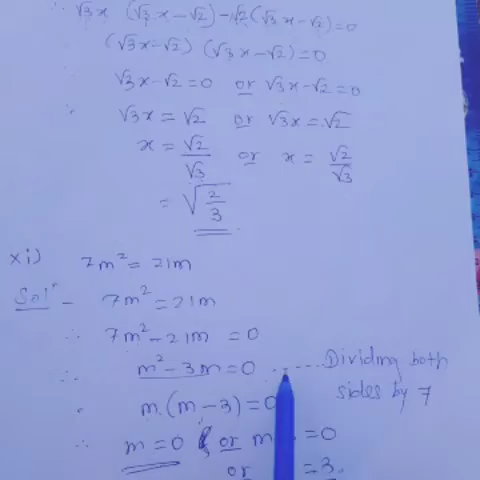 ∴ √3x (√3x - √2) - √2 (√3x - √2) = 0
(√3x - √2) (√3x - √2) = 0
√3x - √2 = 0 or √3x - √2 = 0
∴ √3x = √2 or √3x = √2
x = √2/√3 or x = √2/√3
= √(2/3)
xi) 7m² = 21m
Solⁿ - 7m² = 21m
∴ 7m² - 21m = 0
∴ m² - 3m = 0 ...... Dividing both sides by 7
∴ m.(m - 3) = 0
∴ m = 0 or m = 0
or = 3.